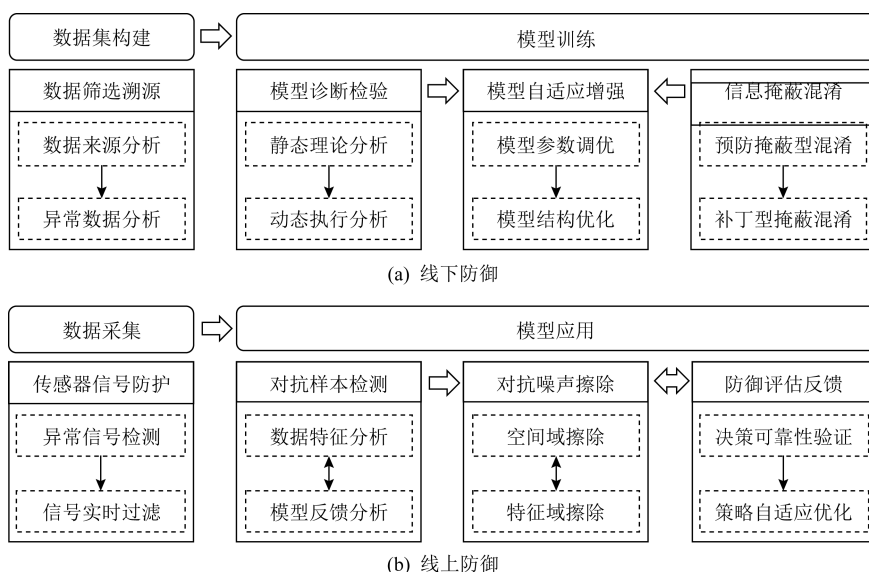 数据集构建
模型训练
数据筛选溯源
模型诊断检验
模型自适应增强
信息掩蔽混淆
数据来源分析
静态理论分析
模型参数调优
预防掩蔽型混淆
异常数据分析
动态执行分析
模型结构优化
补丁型掩蔽混淆
(a) 线下防御
数据采集
模型应用
传感器信号防护
对抗样本检测
对抗噪声擦除
防御评估反馈
异常信号检测
数据特征分析
空间域擦除
决策可靠性验证
信号实时过滤
模型反馈分析
特征域擦除
策略自适应优化
(b) 线上防御